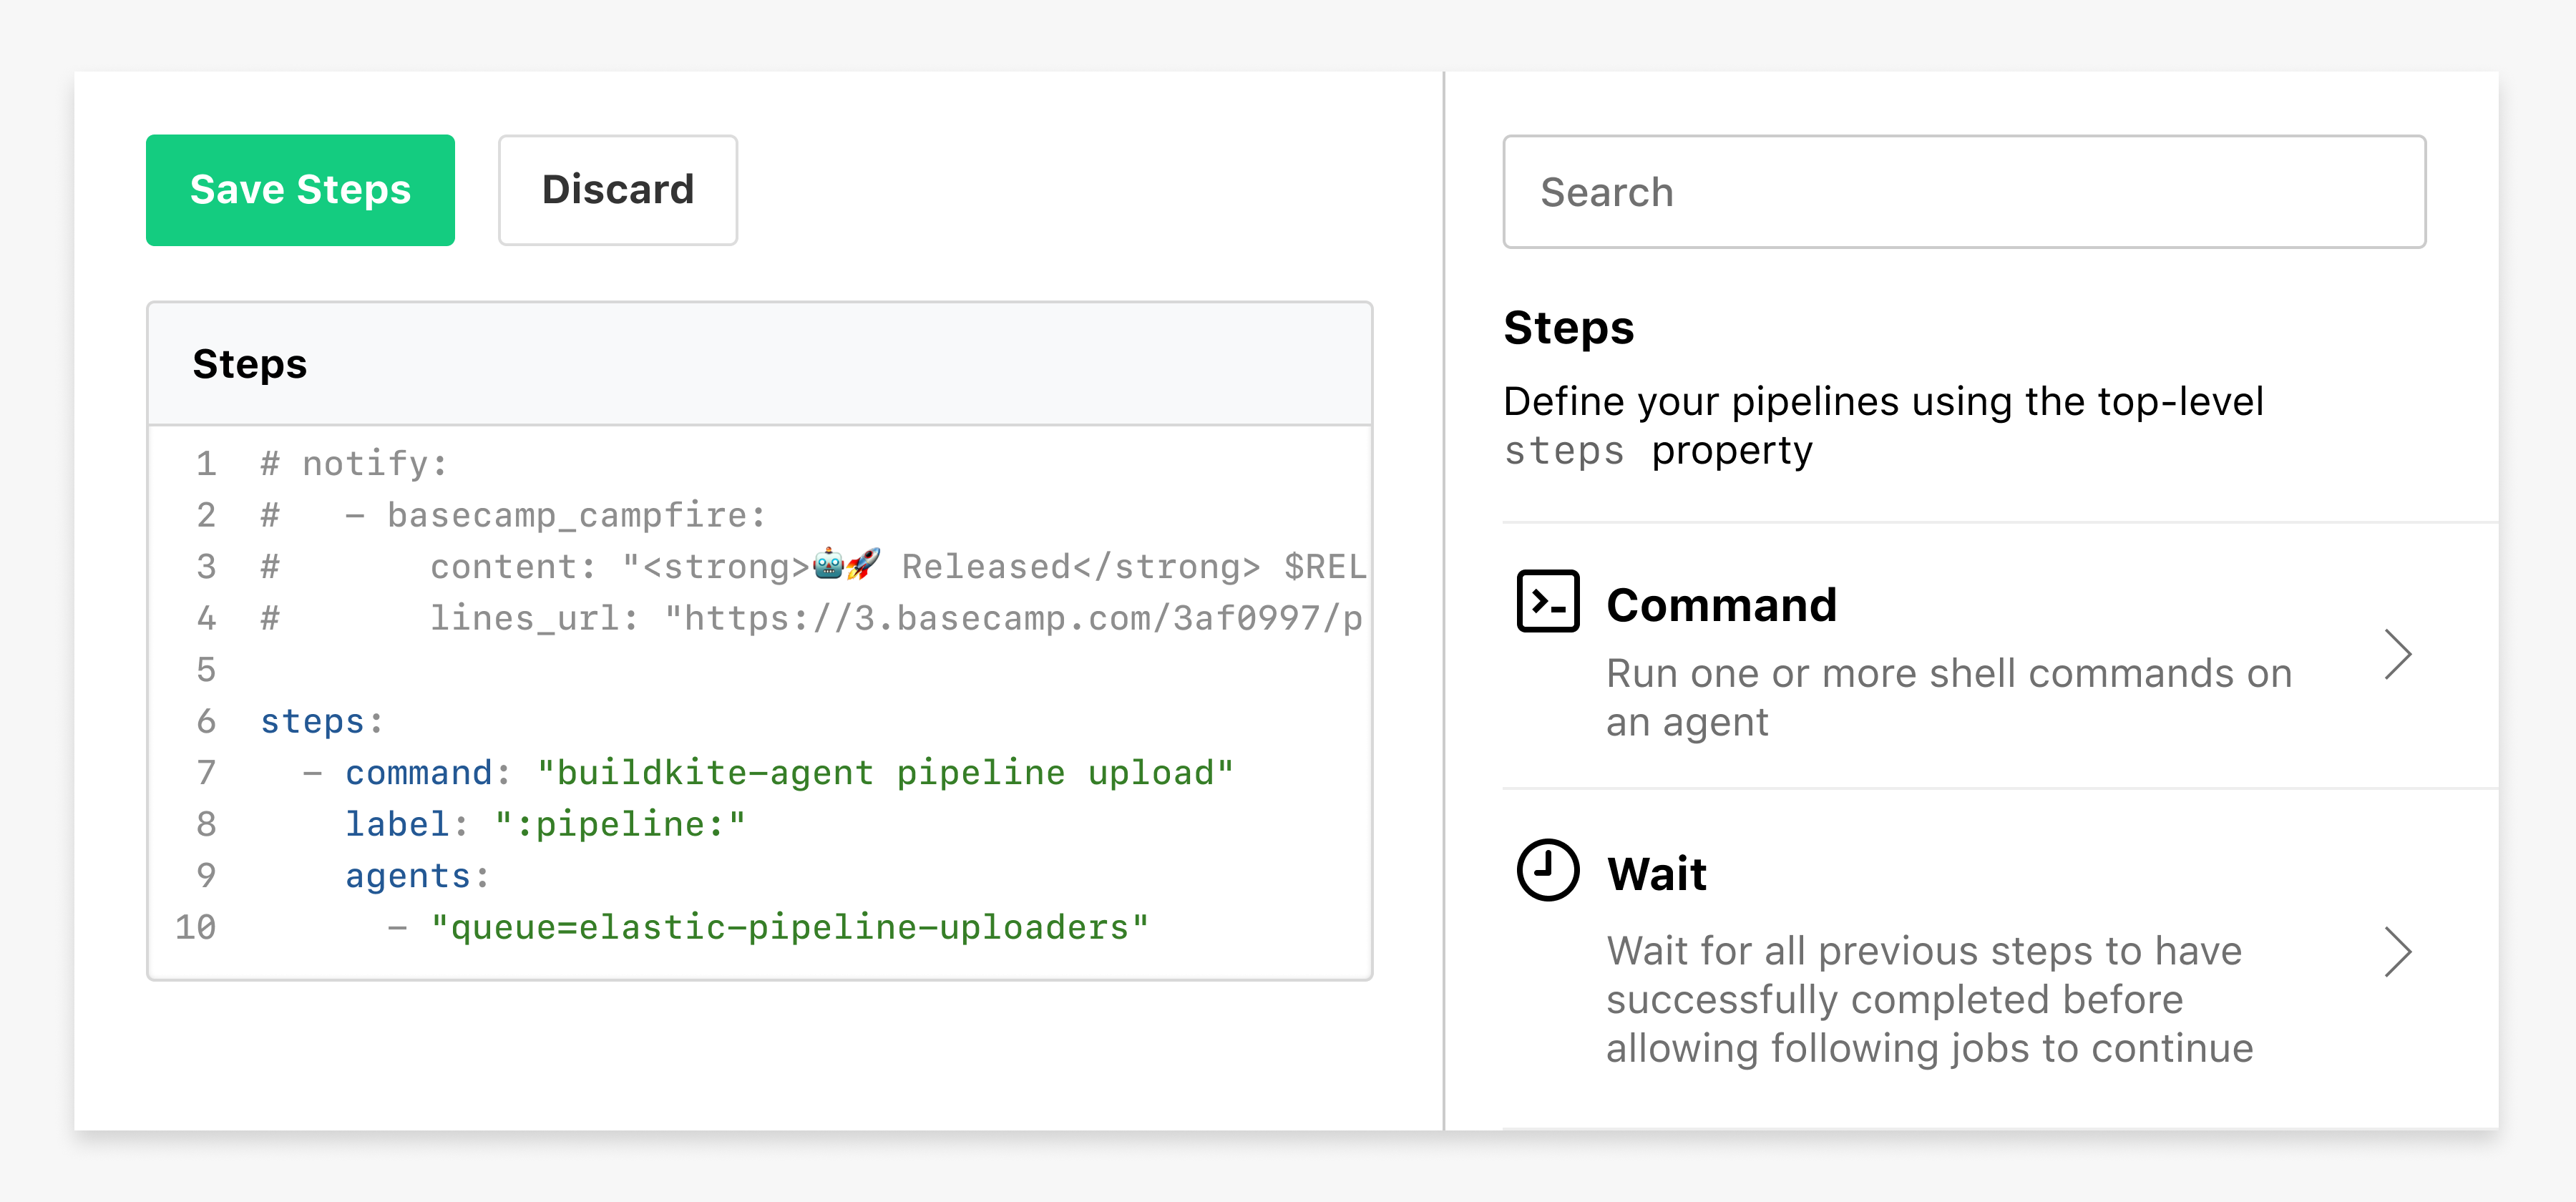 Save Steps
Discard
Steps
1 # notify:
2 #   - basecamp_campfire:
3 #       content: "<strong>🤖🚀 Released</strong> $REL
4 #       lines_url: "https://3.basecamp.com/3af0997/p
5
6 steps:
7   - command: "buildkite-agent pipeline upload"
8     label: ":pipeline:"
9     agents:
10       - "queue=elastic-pipeline-uploaders"
Search
Steps
Define your pipelines using the top-level
steps property
Command
Run one or more shell commands on
an agent
Wait
Wait for all previous steps to have
successfully completed before
allowing following jobs to continue